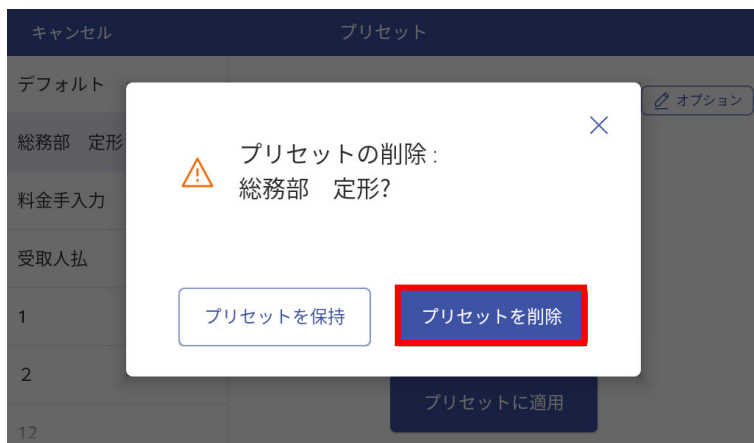 キャンセル
プリセット
デフォルト
オプション
総務部　定形
料金手入力
受取人払
1
2
12
プリセットの削除 :
総務部　定形?
プリセットを保持
プリセットを削除
プリセットに適用